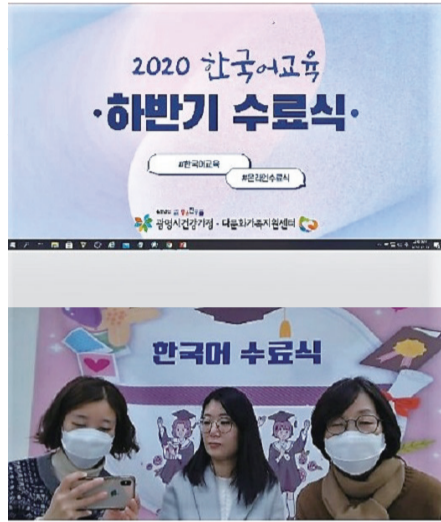 2020 한국어교육
·하반기 수료식·
#한국어교육
#온라인수료식
광명시건강가정·다문화가족지원센터
한국어 수료식